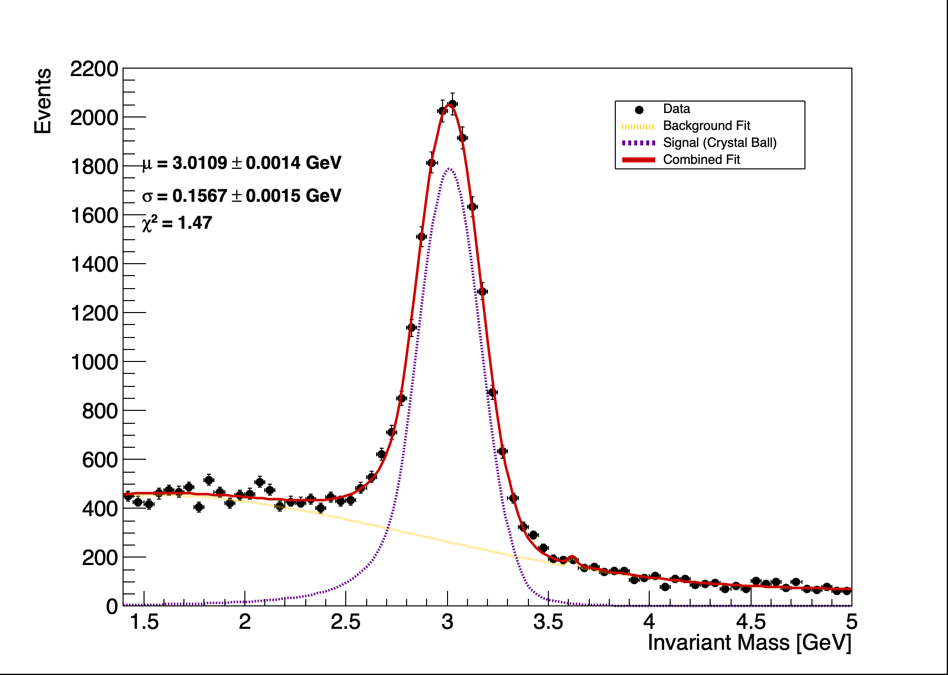 Events
2200
2000
1800
1600
1400
1200
1000
800
600
400
200
0
μ = 3.0109 ± 0.0014 GeV
σ = 0.1567 ± 0.0015 GeV
χ² = 1.47
Data
Background Fit
Signal (Crystal Ball)
Combined Fit
1.5 2 2.5 3 3.5 4 4.5 5
Invariant Mass [GeV]